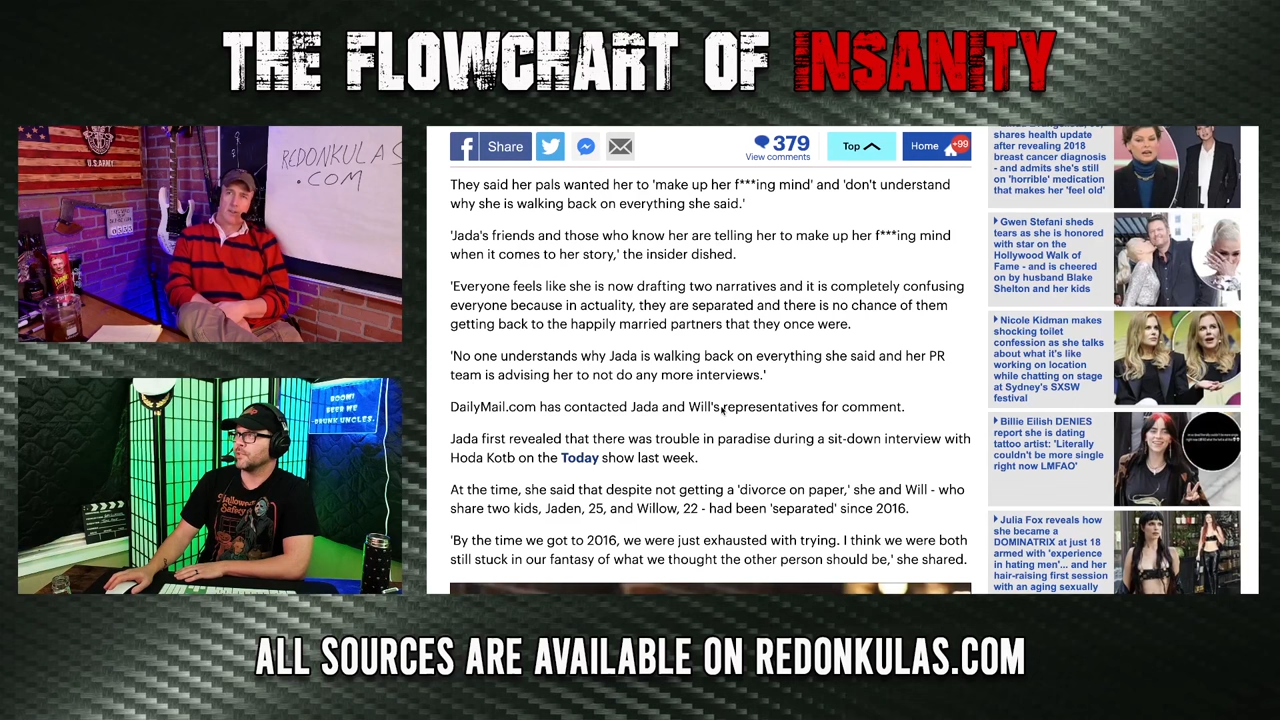 THE FLOWCHART OF INSANITY
U.S. ARMY
REDONKULAS
.COM
BOOM!
BEER ME
-DRUNK UNCLES.
Halloween
Safety
Share
379
View comments
Top
Home
+99
They said her pals wanted her to 'make up her f***ing mind' and 'don't understand
why she is walking back on everything she said.'
'Jada's friends and those who know her are telling her to make up her f***ing mind
when it comes to her story,' the insider dished.
'Everyone feels like she is now drafting two narratives and it is completely confusing
everyone because in actuality, they are separated and there is no chance of them
getting back to the happily married partners that they once were.
'No one understands why Jada is walking back on everything she said and her PR
team is advising her to not do any more interviews.'
DailyMail.com has contacted Jada and Will's representatives for comment.
Jada first revealed that there was trouble in paradise during a sit-down interview with
Hoda Kotb on the Today show last week.
At the time, she said that despite not getting a 'divorce on paper,' she and Will - who
share two kids, Jaden, 25, and Willow, 22 - had been 'separated' since 2016.
'By the time we got to 2016, we were just exhausted with trying. I think we were both
still stuck in our fantasy of what we thought the other person should be,' she shared.
shares health update
after revealing 2018
breast cancer diagnosis
- and admits she's still
on 'horrible' medication
that makes her 'feel old'
Gwen Stefani sheds
tears as she is honored
with star on the
Hollywood Walk of
Fame - and is cheered
on by husband Blake
Shelton and her kids
Nicole Kidman makes
shocking toilet
confession as she talks
about what it's like
working on location
while chatting on stage
at Sydney's SXSW
festival
Billie Eilish DENIES
report she is dating
tattoo artist: 'Literally
couldn't be more single
right now LMFAO'
Julia Fox reveals how
she became a
DOMINATRIX at just 18
armed with 'experience
in hating men'... and her
hair-raising first session
with an aging sexually
ALL SOURCES ARE AVAILABLE ON REDONKULAS.COM